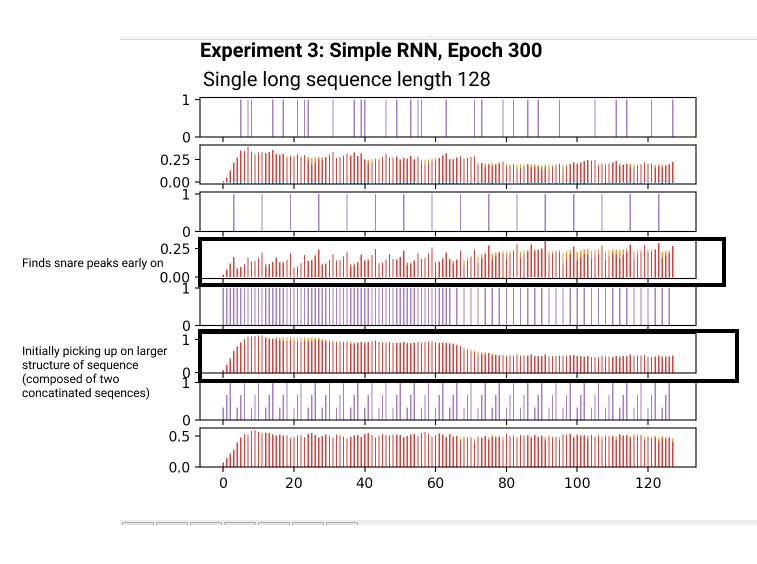 Experiment 3: Simple RNN, Epoch 300
Single long sequence length 128
1
0
0.25
0.00
1
0
Finds snare peaks early on
0.25
0.00
1
0
Initially picking up on larger
structure of sequence
(composed of two
concatinated seqences)
1
0
1
0
0.5
0.0
0 20 40 60 80 100 120